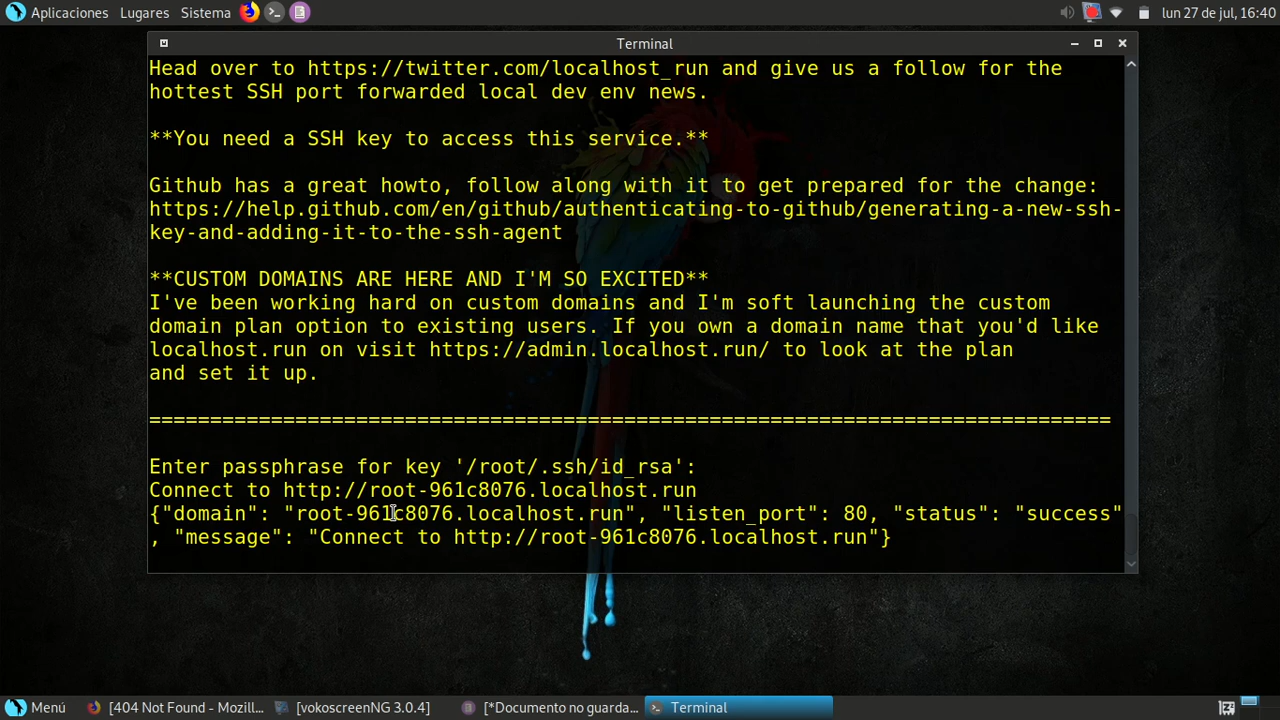 Aplicaciones Lugares Sistema lun 27 de jul, 16:40
Terminal
Head over to https://twitter.com/localhost_run and give us a follow for the
hottest SSH port forwarded local dev env news.
**You need a SSH key to access this service.**
Github has a great howto, follow along with it to get prepared for the change:
https://help.github.com/en/github/authenticating-to-github/generating-a-new-ssh-
key-and-adding-it-to-the-ssh-agent
**CUSTOM DOMAINS ARE HERE AND I'M SO EXCITED**
I've been working hard on custom domains and I'm soft launching the custom
domain plan option to existing users. If you own a domain name that you'd like
localhost.run on visit https://admin.localhost.run/ to look at the plan
and set it up.
===============================================================================
Enter passphrase for key '/root/.ssh/id_rsa':
Connect to http://root-961c8076.localhost.run
{"domain": "root-961c8076.localhost.run", "listen_port": 80, "status": "success"
, "message": "Connect to http://root-961c8076.localhost.run"}
Menú [404 Not Found - Mozill... [vokoscreenNG 3.0.4] [*Documento no guarda... Terminal